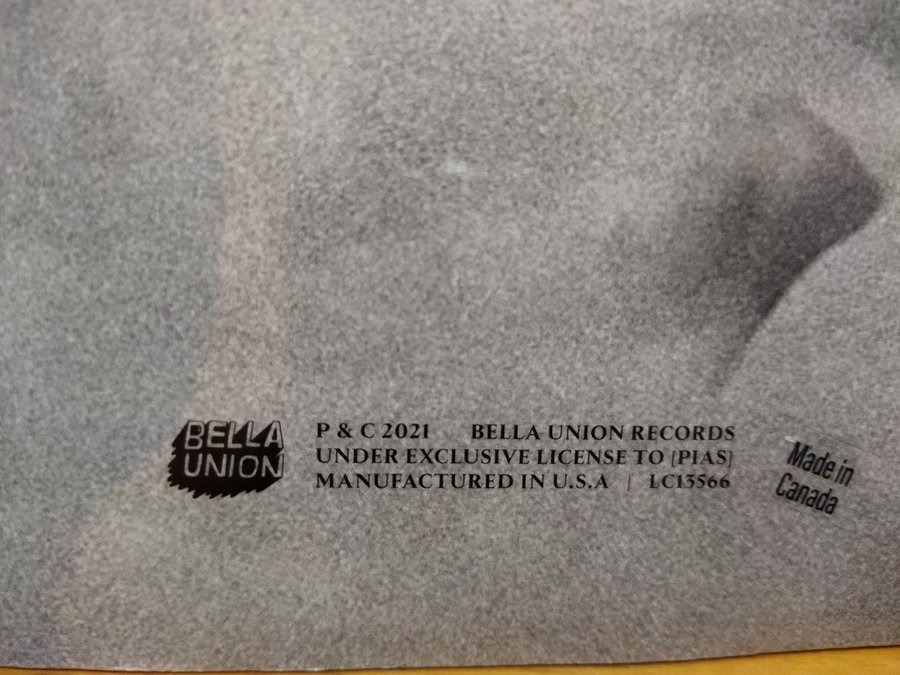 BELLA
UNION
P & C 2021 BELLA UNION RECORDS
UNDER EXCLUSIVE LICENSE TO [PIAS]
MANUFACTURED IN U.S.A | LC13566
Made in
Canada